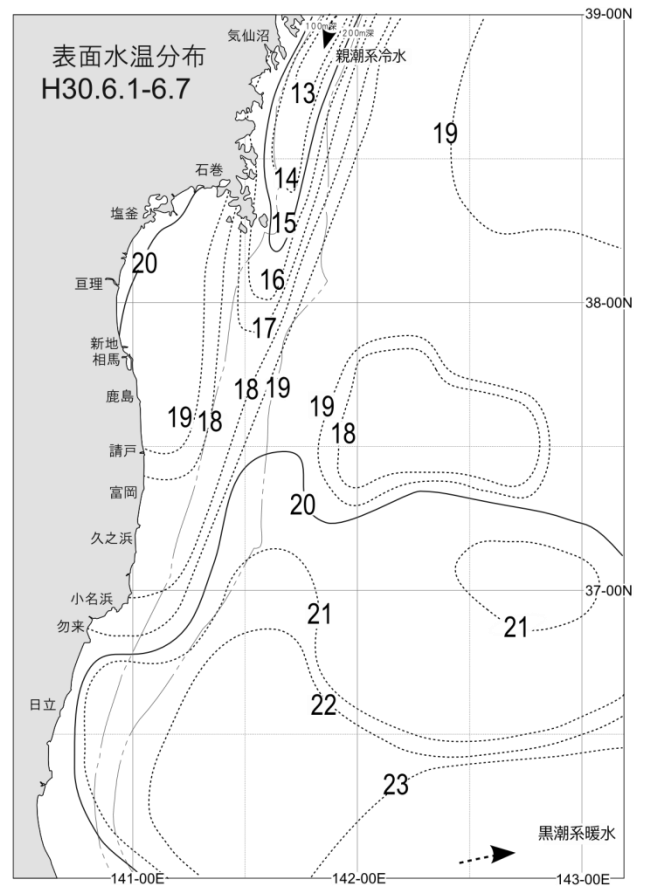 39-00N
気仙沼
100m深
200m深
表面水温分布
H30.6.1-6.7
親潮系冷水
13
19
石巻
14
塩釜
15
20
16
亘理
38-00N
17
新地
相馬
鹿島
18
19
19
18
19
18
請戸
富岡
20
久之浜
小名浜
37-00N
勿来
21
21
日立
22
23
黒潮系暖水
141-00E
142-00E
143-00E